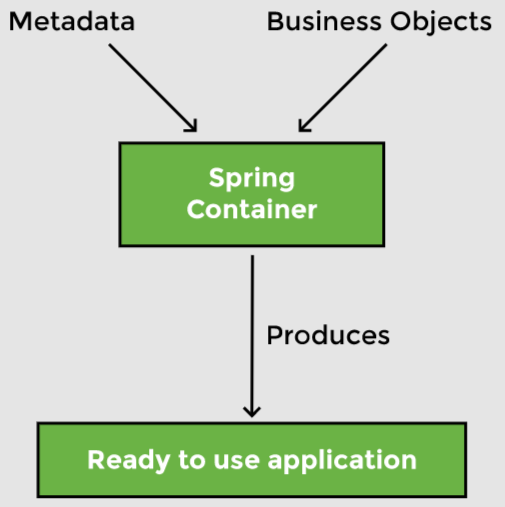 Metadata
Business Objects
Spring
Container
Produces
Ready to use application